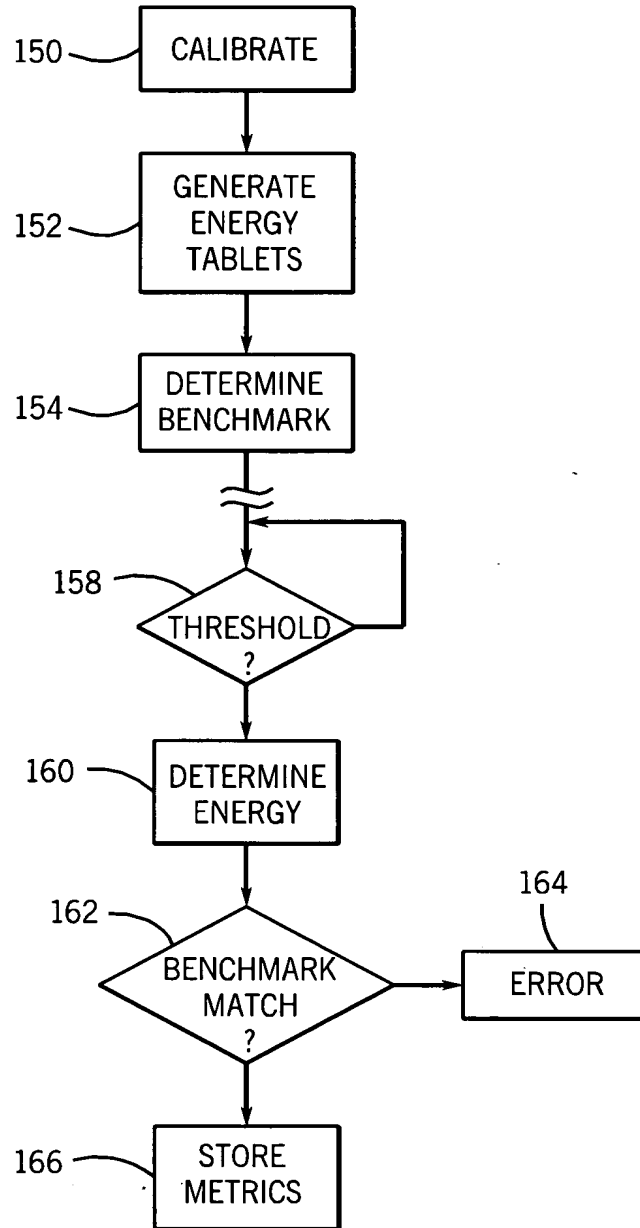 150
CALIBRATE
152
GENERATE
ENERGY
TABLETS
154
DETERMINE
BENCHMARK
158
THRESHOLD
?
160
DETERMINE
ENERGY
162
BENCHMARK
MATCH
?
164
ERROR
166
STORE
METRICS